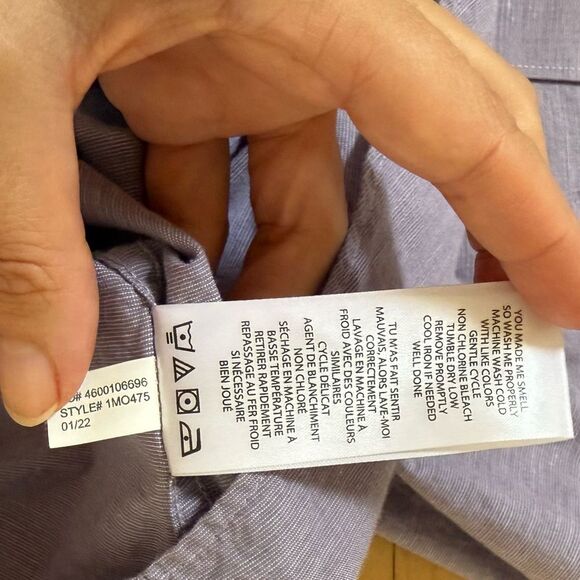 # 4600106696
STYLE# 1MO475
01/22
YOU MADE ME SMELL
SO WASH ME PROPERLY
MACHINE WASH COLD
WITH LIKE COLORS
GENTLE CYCLE
NON CHLORINE BLEACH
TUMBLE DRY LOW
REMOVE PROMPTLY
COOL IRON IF NEEDED
WELL DONE
TU M'AS FAIT SENTIR
MAUVAIS, ALORS LAVE-MOI
CORRECTEMENT
LAVAGE EN MACHINE À
FROID AVEC DES COULEURS
SIMILAIRES
CYCLE DÉLICAT
AGENT DE BLANCHIMENT
NON CHLORÉ
SÉCHAGE EN MACHINE À
BASSE TEMPÉRATURE
RETIRER RAPIDEMENT
REPASSAGE AU FER FROID
SI NÉCESSAIRE
BIEN JOUÉ